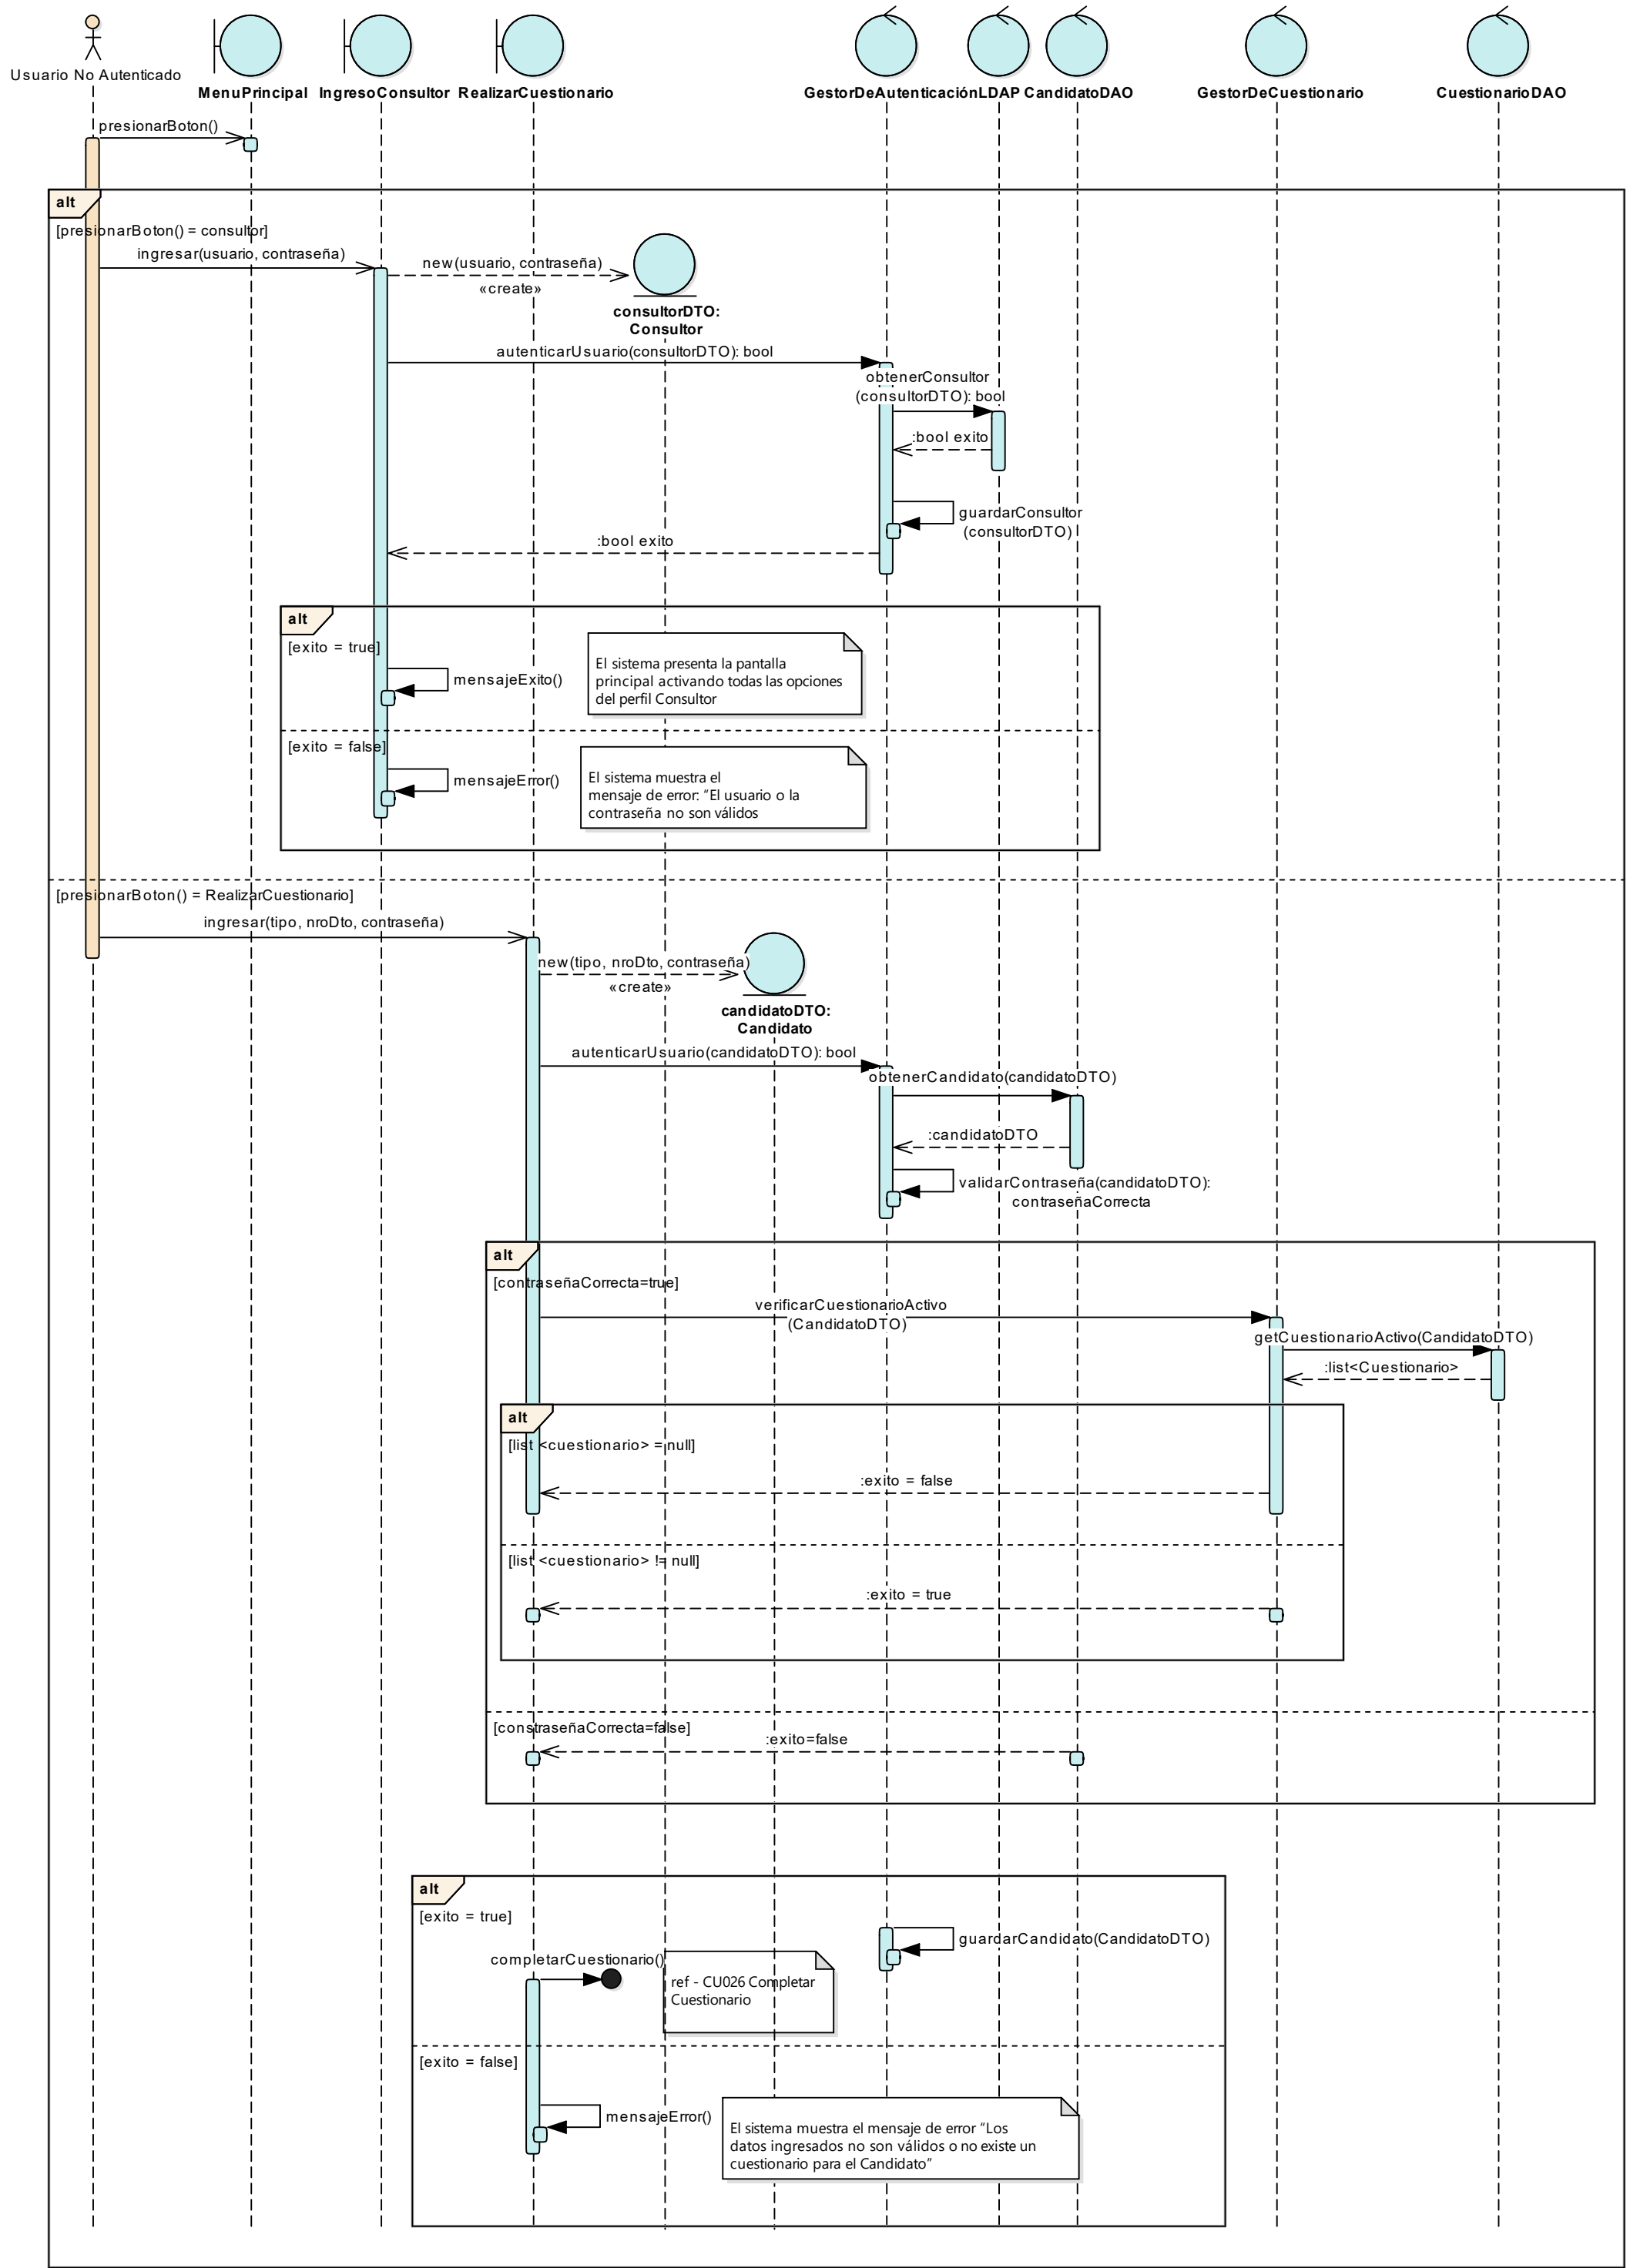 Usuario No Autenticado
MenuPrincipal
IngresoConsultor
RealizarCuestionario
GestorDeAutenticación
LDAP
CandidatoDAO
GestorDeCuestionario
CuestionarioDAO
presionarBoton()
alt
[presionarBoton() = consultor]
ingresar(usuario, contraseña)
new(usuario, contraseña)
«create»
consultorDTO:
Consultor
autenticarUsuario(consultorDTO): bool
obtenerConsultor
(consultorDTO): bool
:bool exito
guardarConsultor
(consultorDTO)
:bool exito
alt
[exito = true]
mensajeExito()
El sistema presenta la pantalla
principal activando todas las opciones
del perfil Consultor
[exito = false]
mensajeError()
El sistema muestra el
mensaje de error: “El usuario o la
contraseña no son válidos
[presionarBoton() = RealizarCuestionario]
ingresar(tipo, nroDto, contraseña)
new(tipo, nroDto, contraseña)
«create»
candidatoDTO:
Candidato
autenticarUsuario(candidatoDTO): bool
obtenerCandidato(candidatoDTO)
:candidatoDTO
validarContraseña(candidatoDTO):
contraseñaCorrecta
alt
[contraseñaCorrecta=true]
verificarCuestionarioActivo
(CandidatoDTO)
getCuestionarioActivo(CandidatoDTO)
:list<Cuestionario>
alt
[list <cuestionario> = null]
:exito = false
[list <cuestionario> != null]
:exito = true
[constraseñaCorrecta=false]
:exito=false
alt
[exito = true]
guardarCandidato(CandidatoDTO)
completarCuestionario()
ref - CU026 Completar
Cuestionario
[exito = false]
mensajeError()
El sistema muestra el mensaje de error “Los
datos ingresados no son válidos o no existe un
cuestionario para el Candidato”